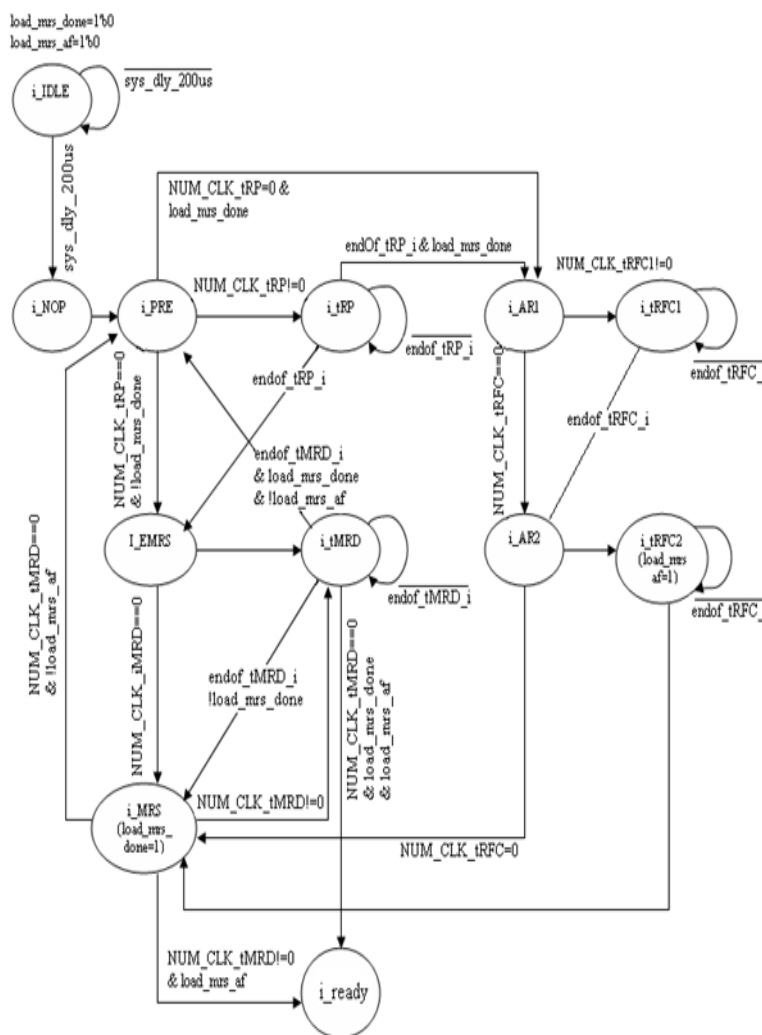 load_mrs_done=1'b0
load_mrs_af=1'b0
i_IDLE
sys_dly_200us
sys_dly_200us
NUM_CLK_tRP=0 &
load_mrs_done
endOf_tRP_i & load_mrs_done
NUM_CLK_tRFC1!=0
i_NOP
i_PRE
NUM_CLK_tRP!=0
i_tRP
i_AR1
i_tRFC1
endof_tRP_i
endof_tRFC_
endof_tRP_i
NUM_CLK_tRP==0
& !load_mrs_done
NUM_CLK_tRFC==0
endof_tRFC_i
endof_tMRD_i
& load_mrs_done
& !load_mrs_af
I_EMRS
i_tMRD
i_AR2
i_tRFC2
(load_mrs
af=1)
endof_tMRD_i
endof_tRFC_
NUM_CLK_tMRD==0
& !load_mrs_af
NUM_CLK_iMRD==0
endof_tMRD_i
!load_mrs_done
NUM_CLK_tMRD==0
& load_mrs_done
& load_mrs_af
i_MRS
(load_mrs_
done=1)
NUM_CLK_tMRD!=0
NUM_CLK_tRFC=0
NUM_CLK_tMRD!=0
& load_mrs_af
i_ready